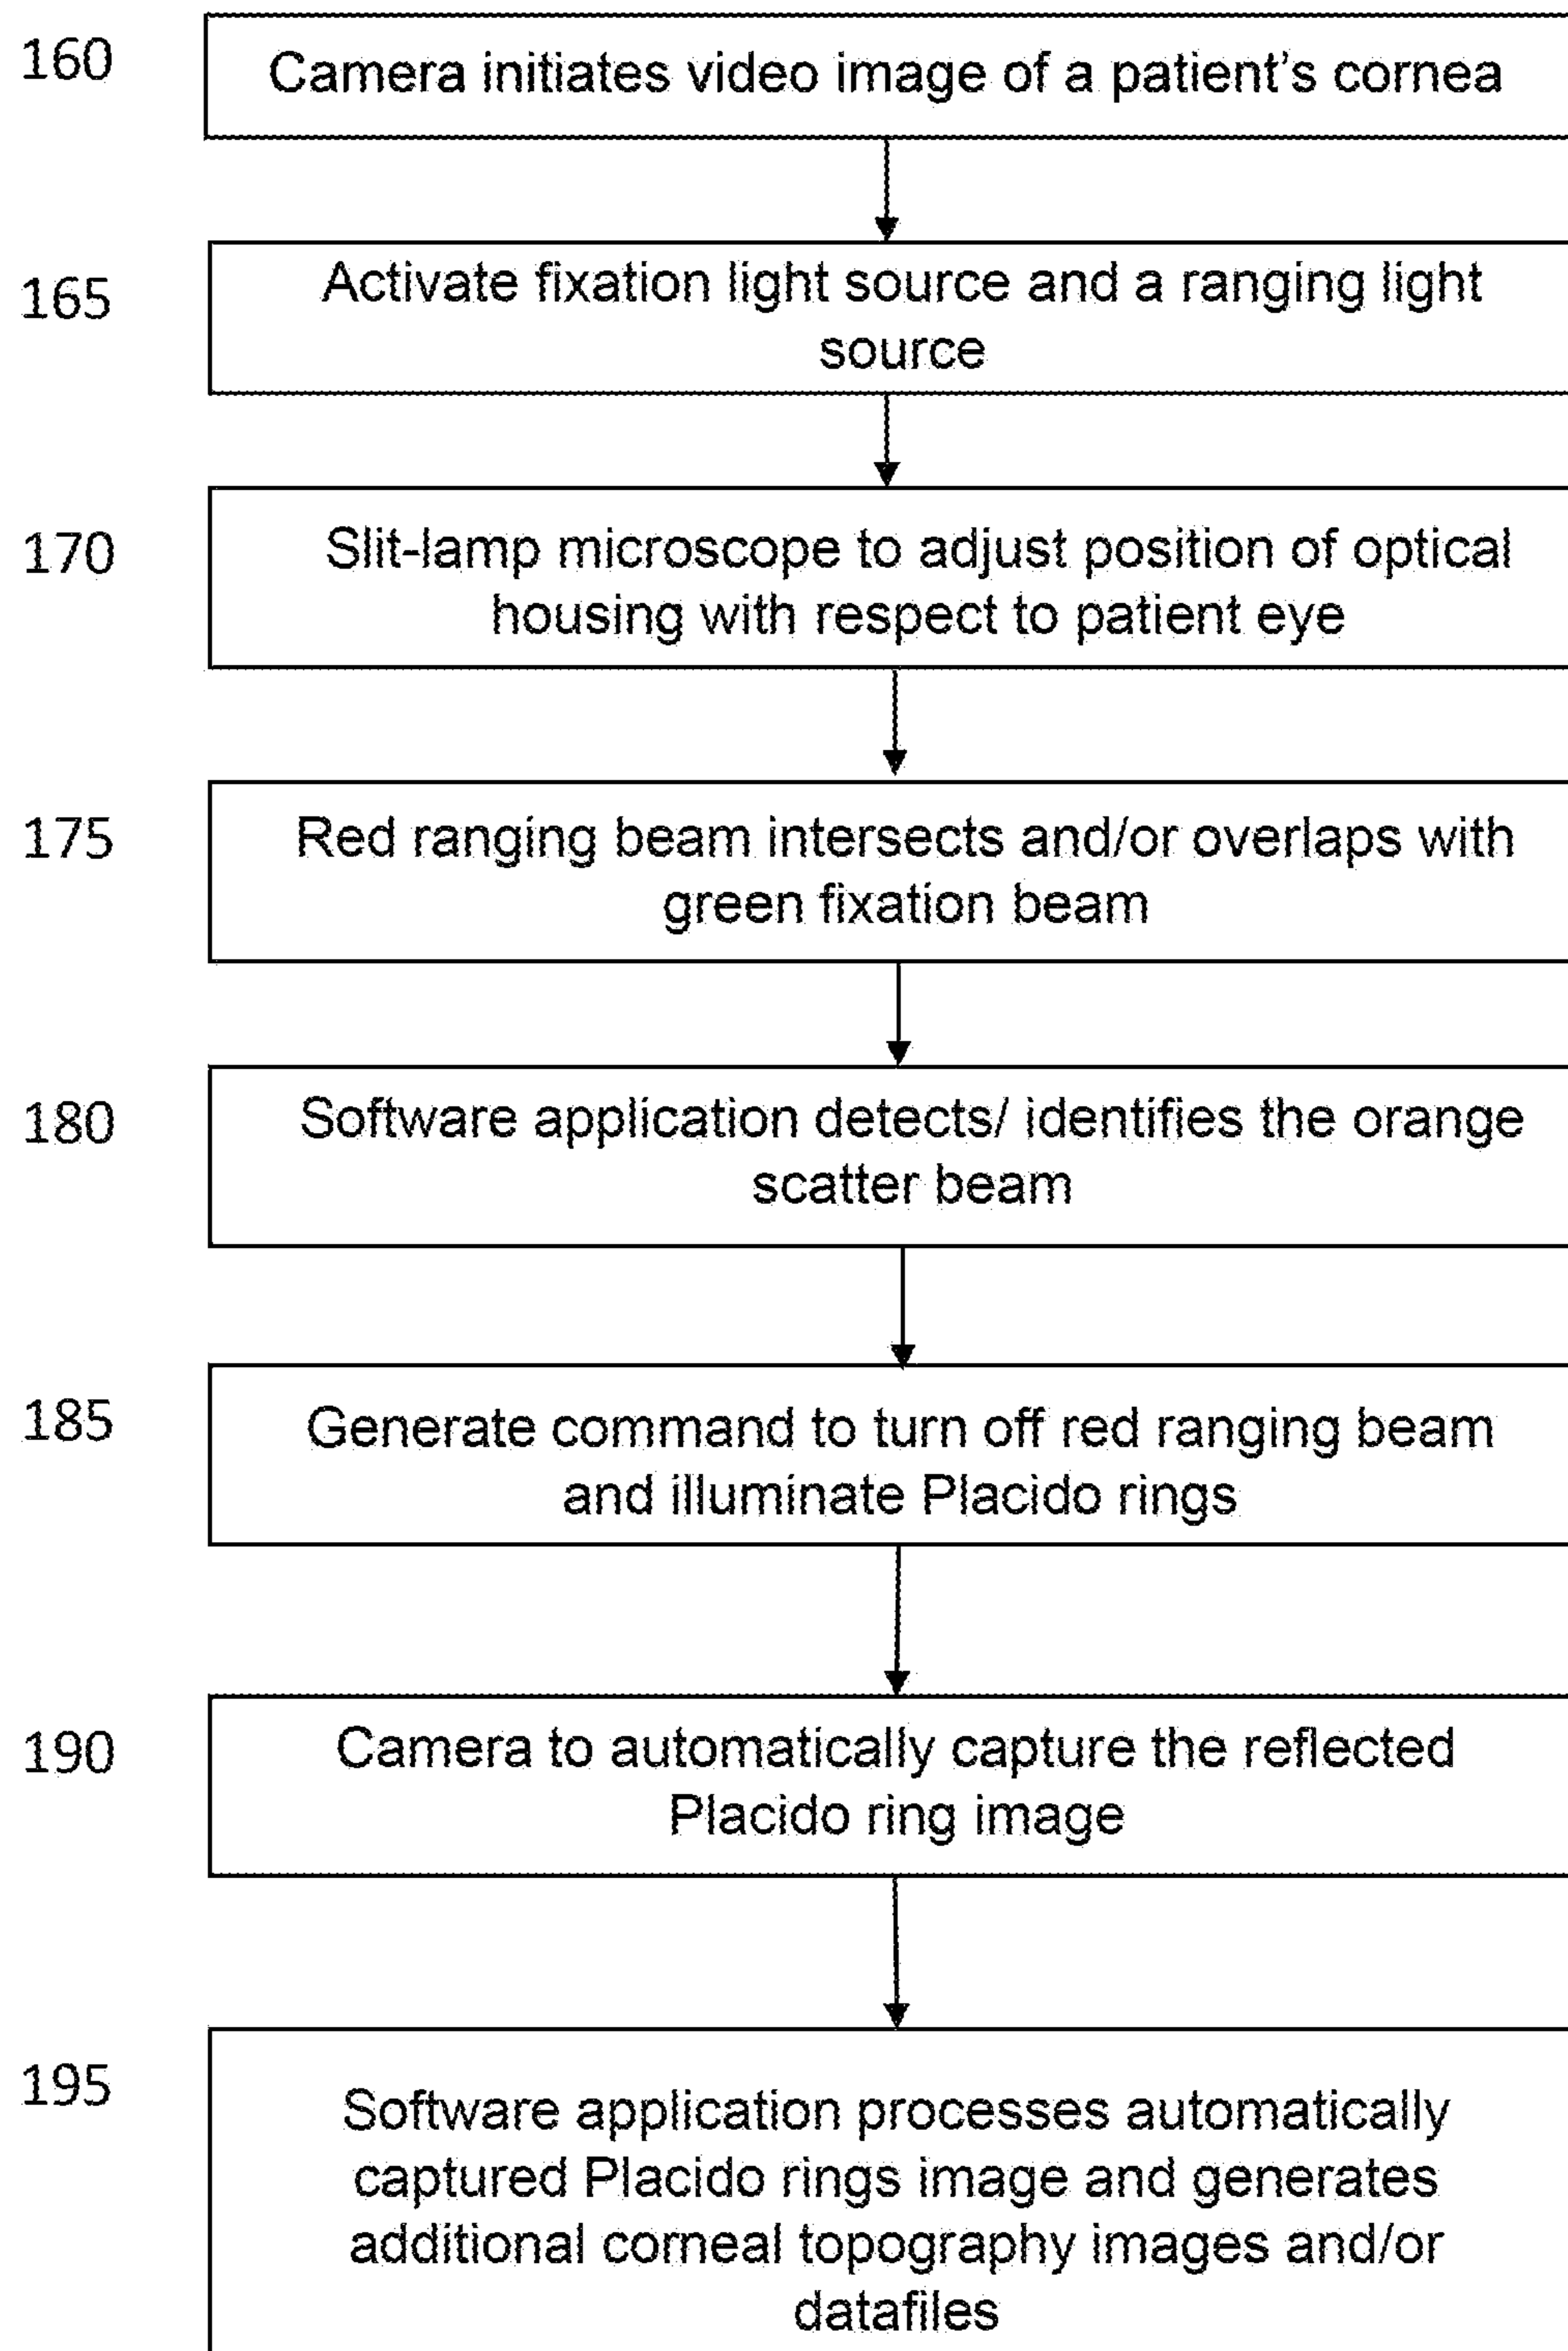 160
Camera initiates video image of a patient's cornea
165
Activate fixation light source and a ranging light
source
170
Slit-lamp microscope to adjust position of optical
housing with respect to patient eye
175
Red ranging beam intersects and/or overlaps with
green fixation beam
180
Software application detects/ identifies the orange
scatter beam
185
Generate command to turn off red ranging beam
and illuminate Placido rings
190
Camera to automatically capture the reflected
Placido ring image
195
Software application processes automatically
captured Placido rings image and generates
additional corneal topography images and/or
datafiles